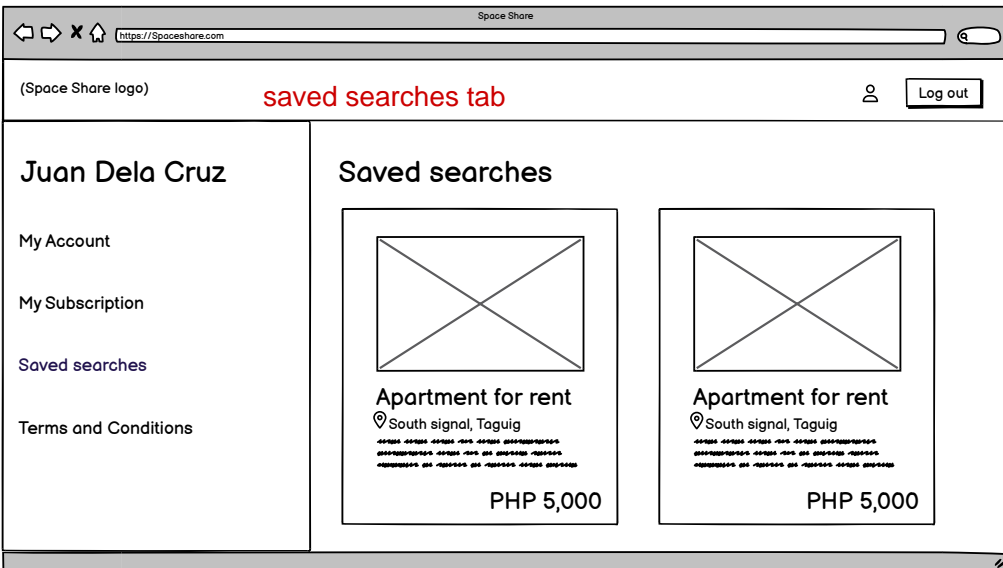 Space Share
https://Spaceshare.com
(Space Share logo)
saved searches tab
Log out
Juan Dela Cruz
My Account
My Subscription
Saved searches
Terms and Conditions
Saved searches
Apartment for rent
South signal, Taguig
PHP 5,000
Apartment for rent
South signal, Taguig
PHP 5,000